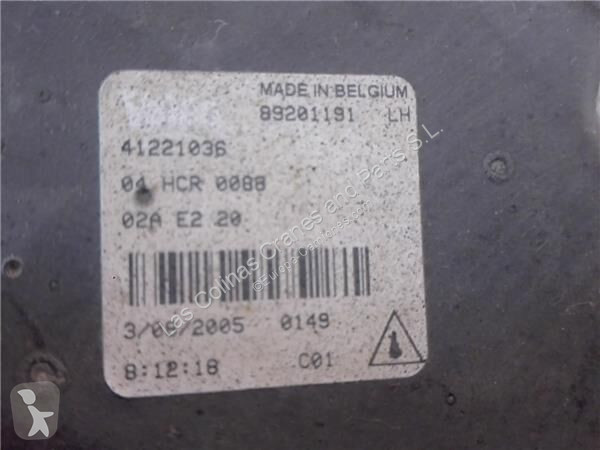 MADE IN BELGIUM
89201191 LH
41221036
04 HCR 0088
02A E2 20
3/09/2005 0149
8:12:18 C01
Las Colinas Cranes and Parts S.L.